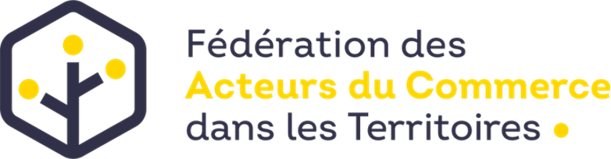 Fédération des
Acteurs du Commerce
dans les Territoires